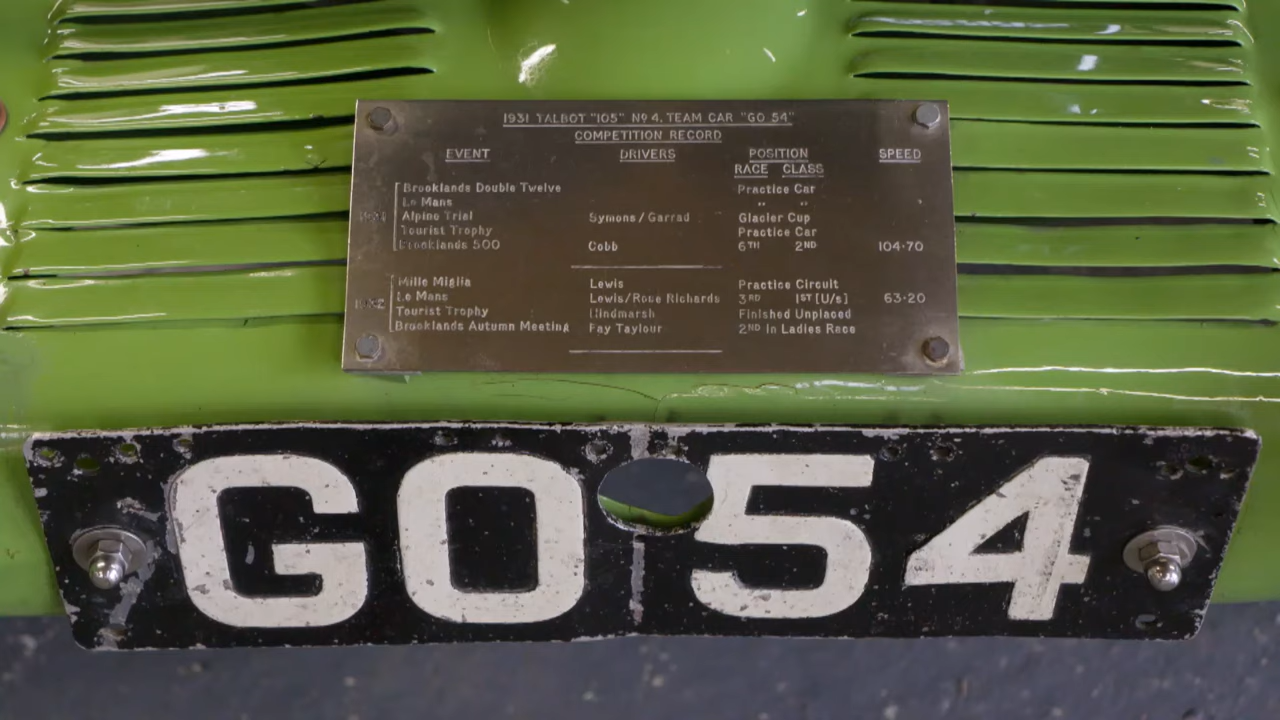 1931 TALBOT "105" Nº 4. TEAM CAR "GO 54"
COMPETITION RECORD
EVENT DRIVERS POSITION SPEED
RACE CLASS
Brooklands Double Twelve Practice Car
Le Mans " "
Alpine Trial Symons/Garrad Glacier Cup
Tourist Trophy Practice Car
Brooklands 500 Cobb 6TH 2ND 104·70
Mille Miglia Lewis Practice Circuit
Le Mans Lewis/Rose Richards 3RD 1ST [U/s] 63·20
Tourist Trophy Hindmarsh Finished Unplaced
Brooklands Autumn Meeting Fay Taylour 2ND In Ladies Race
GO 54